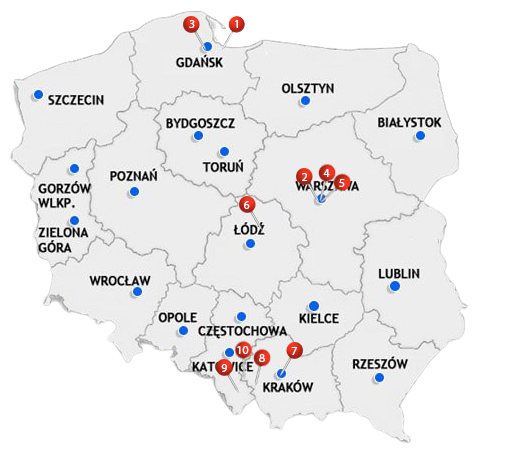 3 1
GDAŃSK
OLSZTYN
SZCZECIN
BYDGOSZCZ
BIAŁYSTOK
TORUŃ
POZNAŃ
2 4 5
WARSZAWA
GORZÓW
WLKP.
6
ZIELONA
GÓRA
ŁÓDŹ
LUBLIN
WROCŁAW
OPOLE
CZĘSTOCHOWA
KIELCE
10 8 7
9
KATOWICE
RZESZÓW
KRAKÓW